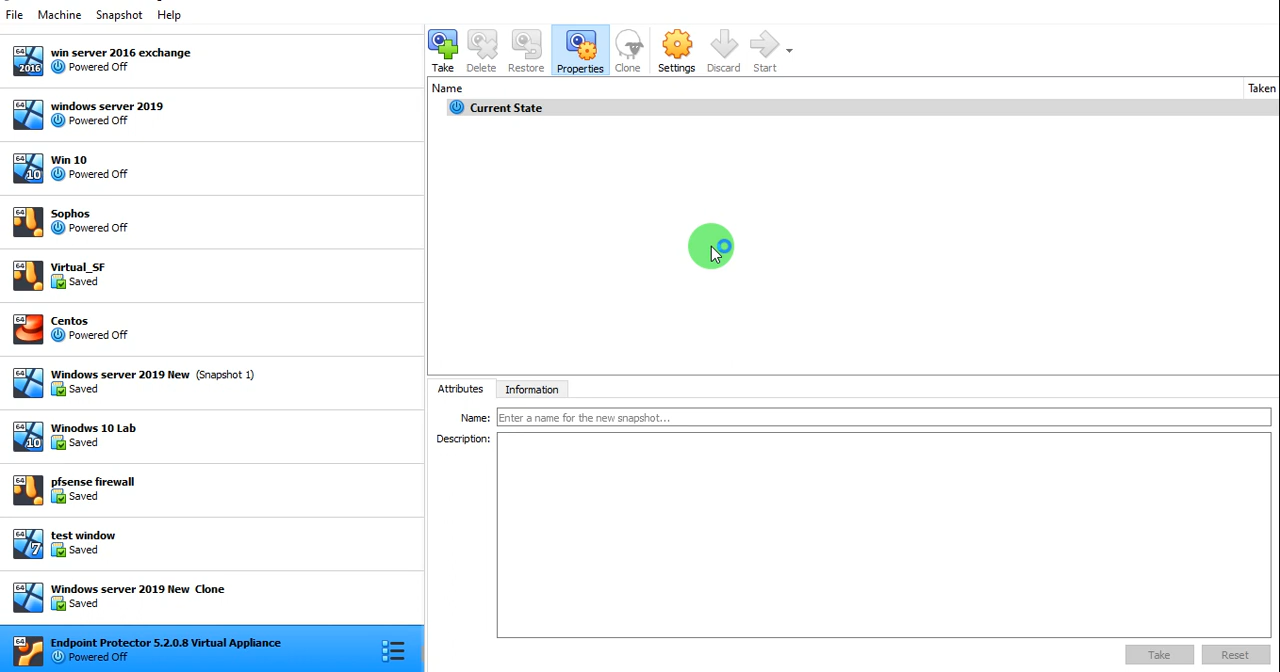 File Machine Snapshot Help
win server 2016 exchange
Powered Off
windows server 2019
Powered Off
Win 10
Powered Off
Sophos
Powered Off
Virtual_SF
Saved
Centos
Powered Off
Windows server 2019 New (Snapshot 1)
Saved
Winodws 10 Lab
Saved
pfsense firewall
Saved
test window
Saved
Windows server 2019 New Clone
Saved
Endpoint Protector 5.2.0.8 Virtual Appliance
Powered Off
Take Delete Restore Properties Clone Settings Discard Start
Name Taken
Current State
Attributes Information
Name: Enter a name for the new snapshot...
Description:
Take Reset